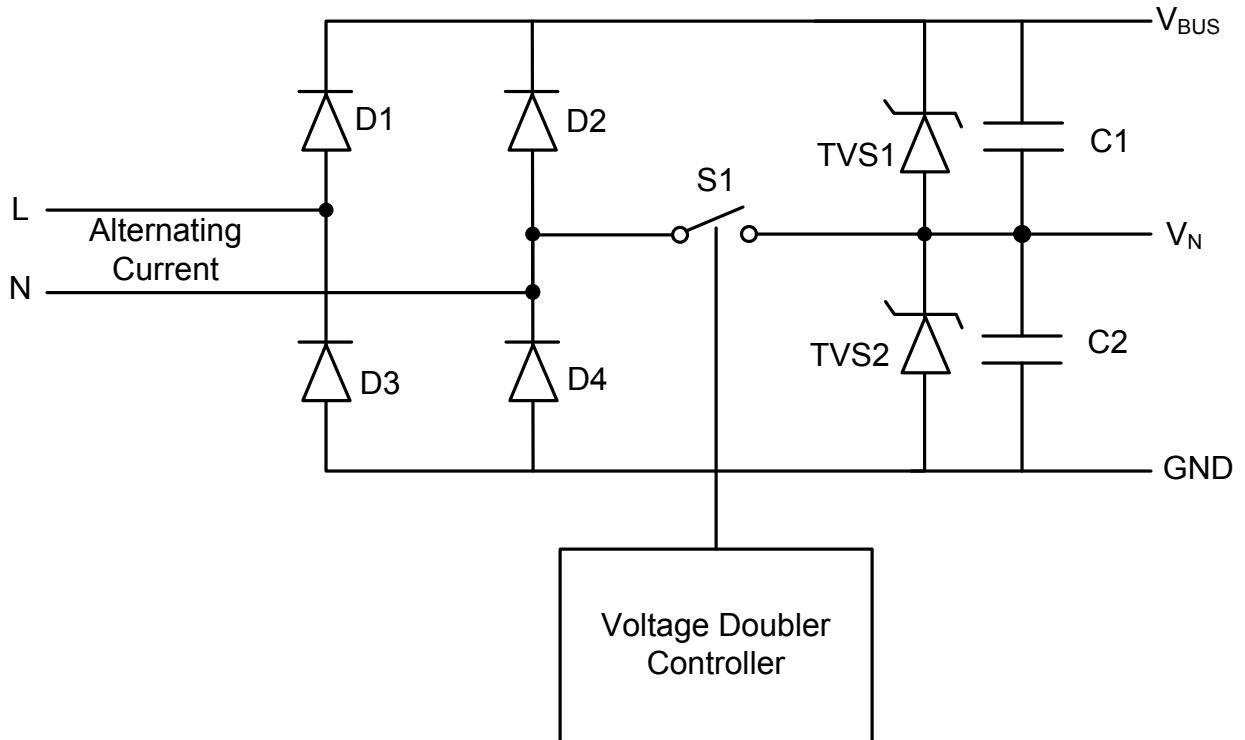 V_BUS
D1
D2
TVS1
C1
S1
L
Alternating
Current
V_N
N
D3
D4
TVS2
C2
GND
Voltage Doubler
Controller